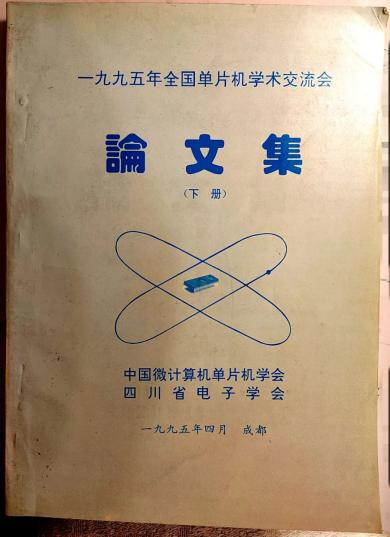 一九九五年全国单片机学术交流会
論文集
(下册)
中国微计算机单片机学会
四川省电子学会
一九九五年四月 成都